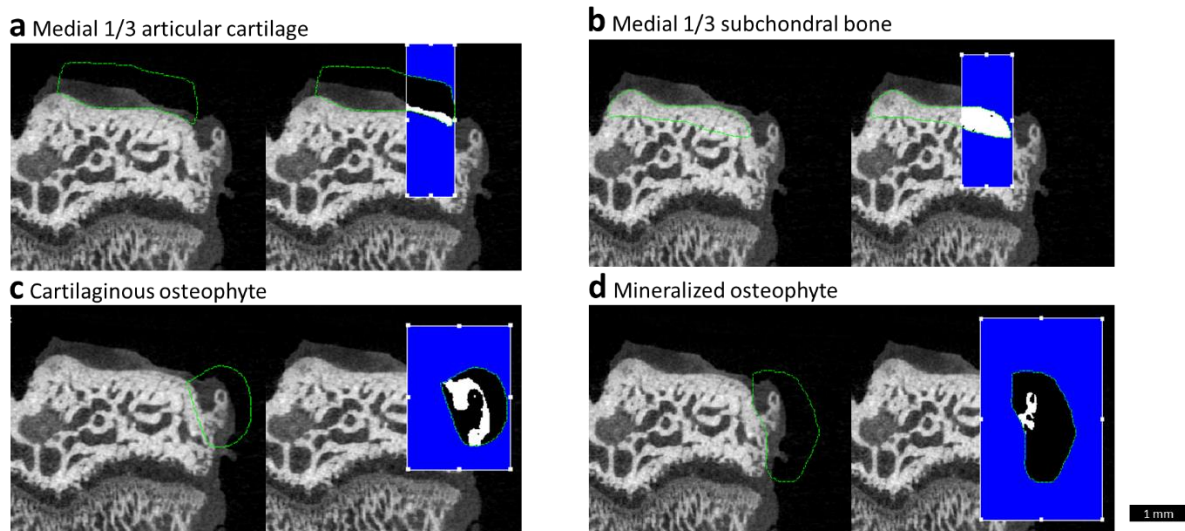 a Medial 1/3 articular cartilage
b Medial 1/3 subchondral bone
c Cartilaginous osteophyte
d Mineralized osteophyte
1 mm